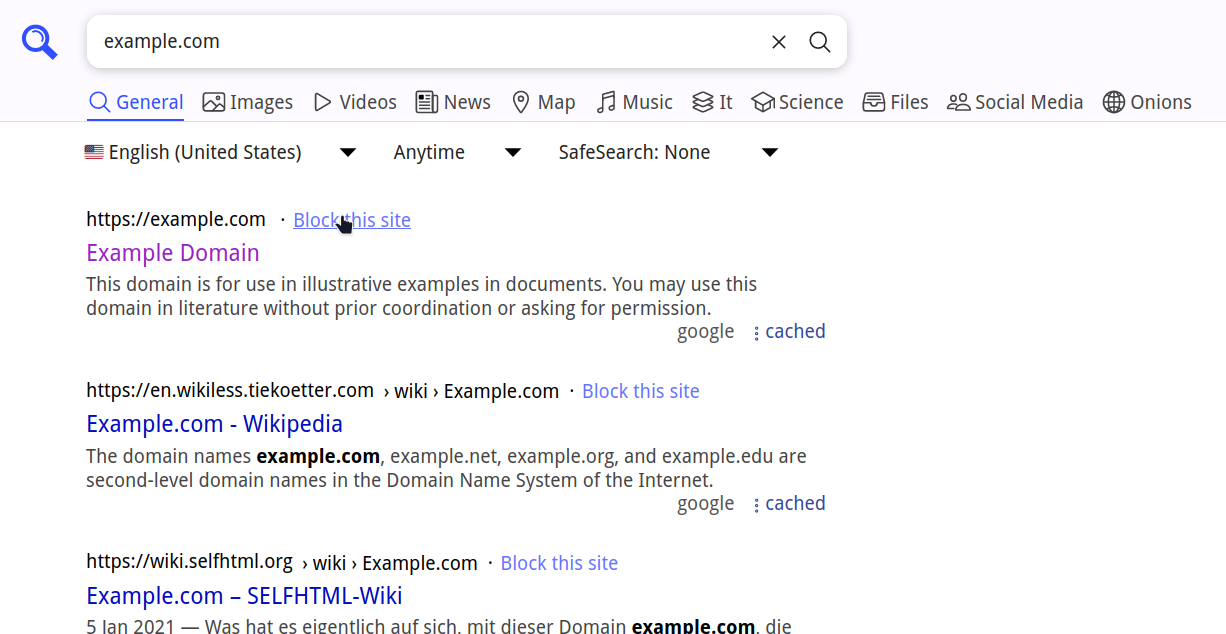 example.com
General Images Videos News Map Music It Science Files Social Media Onions
English (United States) Anytime SafeSearch: None
https://example.com · Block this site
Example Domain
This domain is for use in illustrative examples in documents. You may use this
domain in literature without prior coordination or asking for permission.
google cached
https://en.wikiless.tiekoetter.com › wiki › Example.com · Block this site
Example.com - Wikipedia
The domain names example.com, example.net, example.org, and example.edu are
second-level domain names in the Domain Name System of the Internet.
google cached
https://wiki.selfhtml.org › wiki › Example.com · Block this site
Example.com – SELFHTML-Wiki
5 Jan 2021 — Was hat es eigentlich auf sich, mit dieser Domain example.com, die